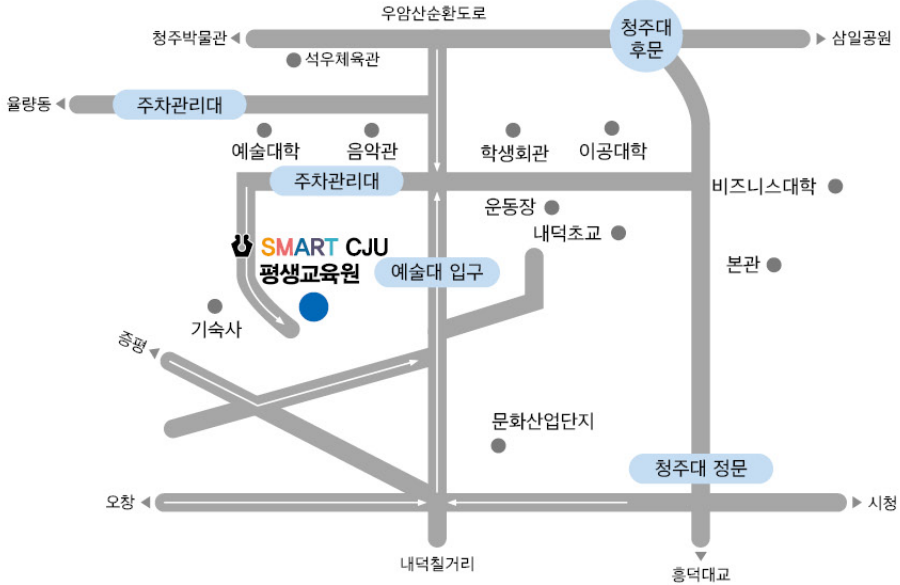 우암산순환도로
청주박물관
청주대
후문
삼일공원
석우체육관
율량동
주차관리대
예술대학
음악관
학생회관
이공대학
주차관리대
비즈니스대학
운동장
내덕초교
SMART CJU
평생교육원
예술대 입구
본관
기숙사
증평
문화산업단지
청주대 정문
오창
시청
내덕칠거리
흥덕대교